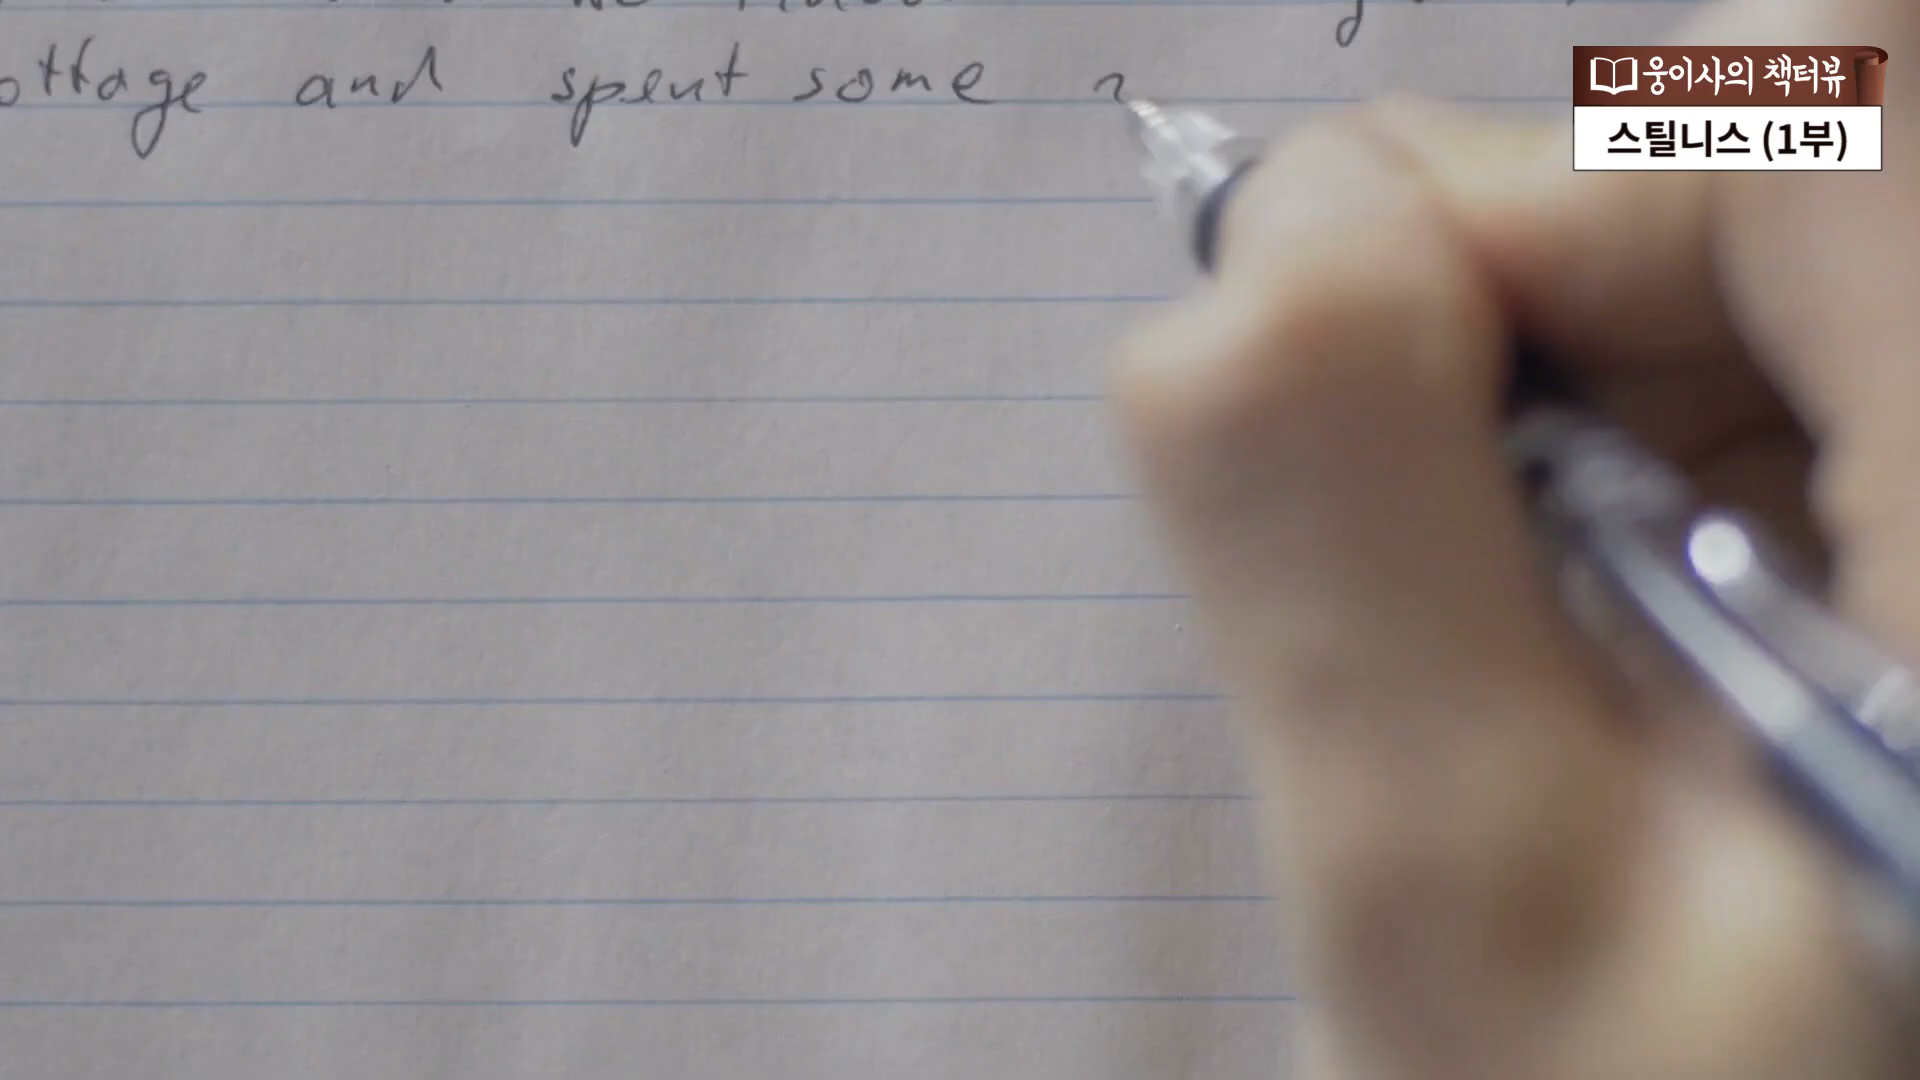 ottage and spent some
웅이사의 책터뷰
스틸니스 (1부)